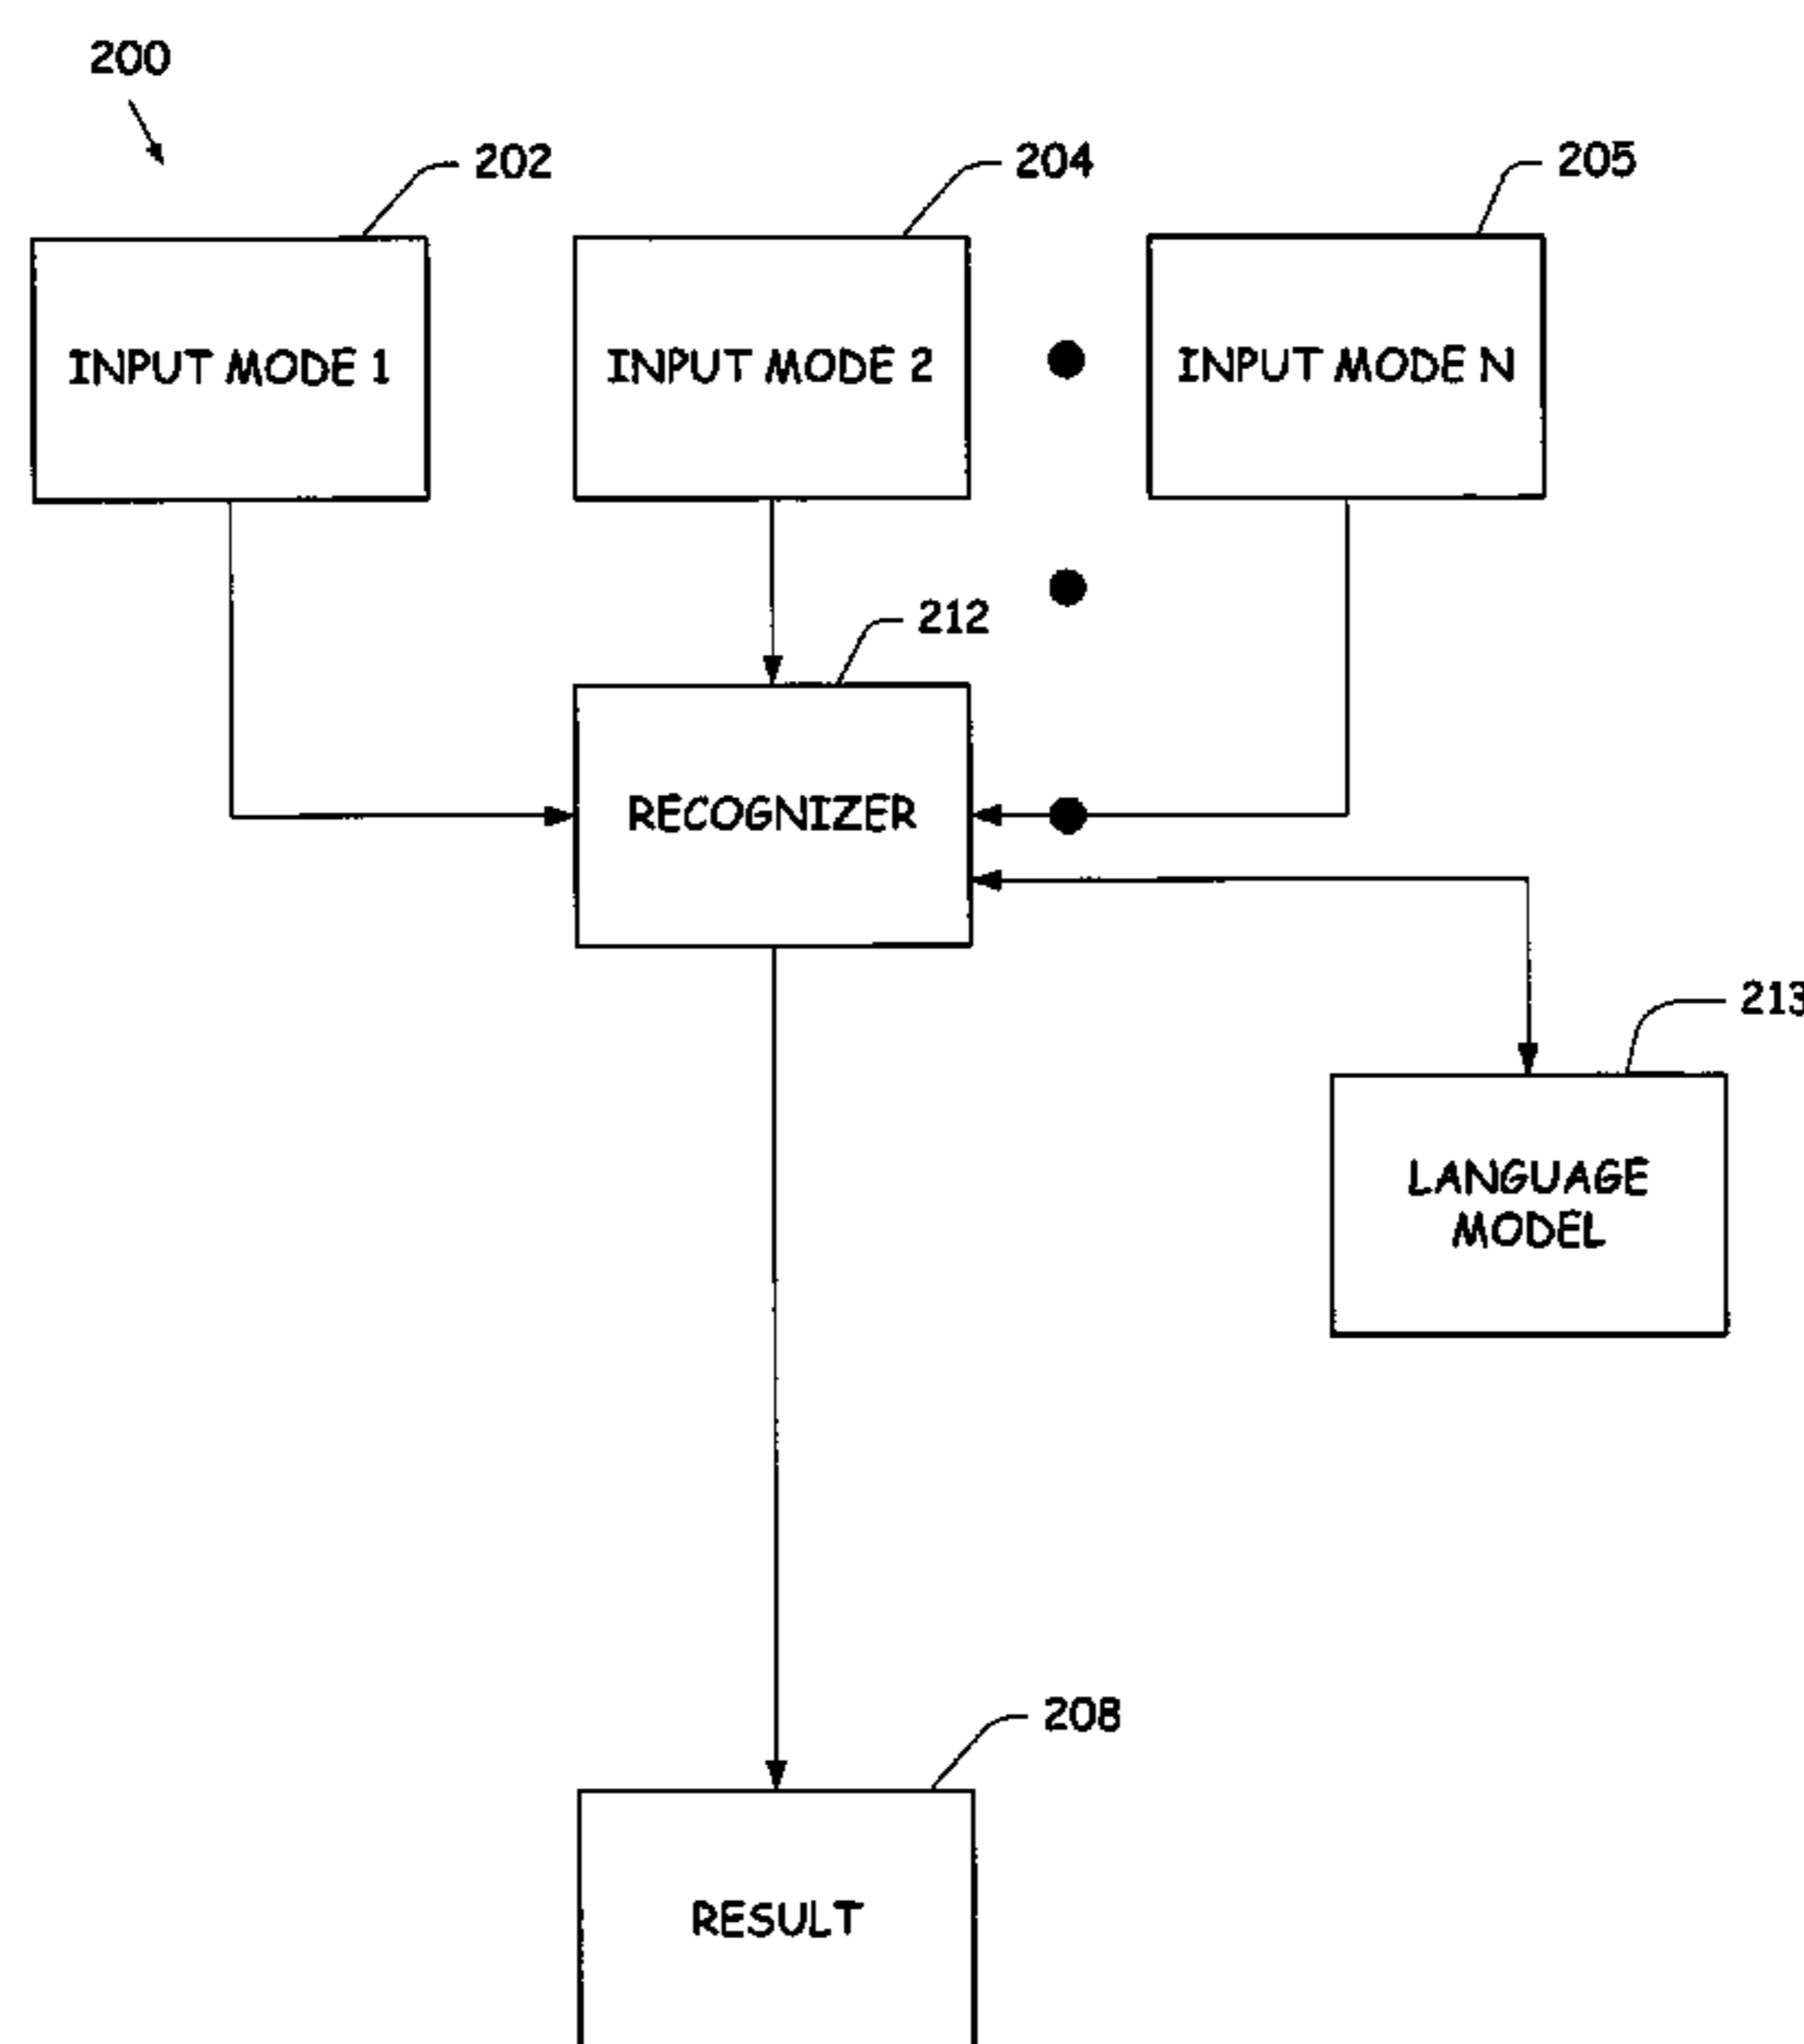 200
202
204
205
INPUT MODE 1
INPUT MODE 2
INPUT MODE N
212
RECOGNIZER
213
LANGUAGE
MODEL
208
RESULT